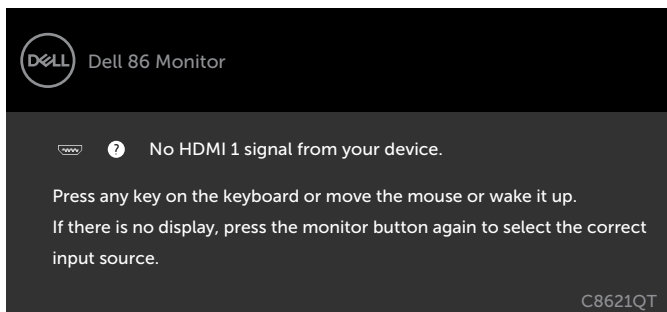 DELL Dell 86 Monitor
? No HDMI 1 signal from your device.
Press any key on the keyboard or move the mouse or wake it up.
If there is no display, press the monitor button again to select the correct
input source.
C8621QT